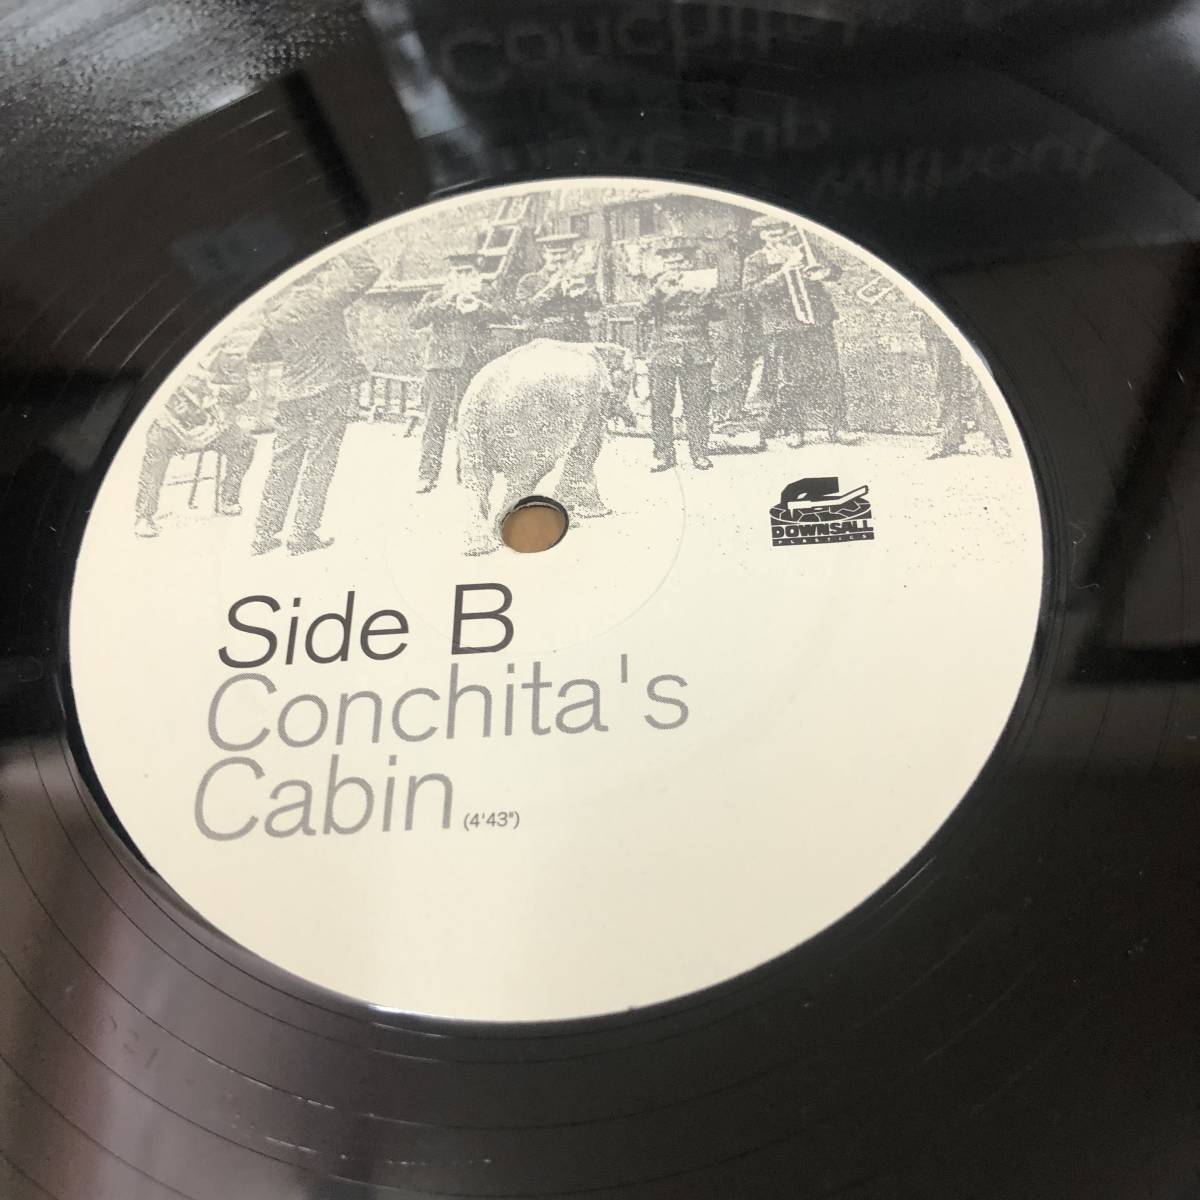 DOWNSALL
PLASTICS
Side B
Conchita's
Cabin (4'43")